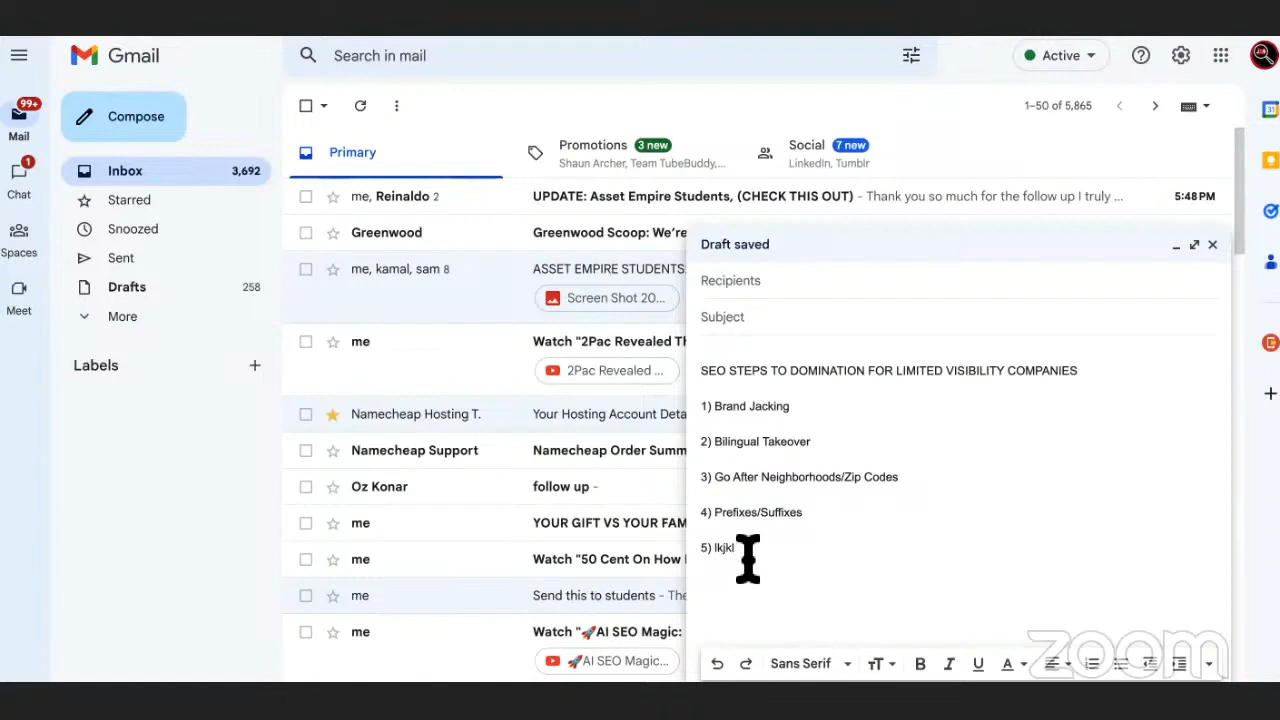 Gmail
Search in mail
Active
99+
Compose
Mail
1–50 of 5,865
Primary
Promotions 3 new
Shaun Archer, Team TubeBuddy,...
Social 7 new
LinkedIn, Tumblr
1
Chat
Inbox 3,692
Starred
Snoozed
Spaces
Sent
Drafts 258
Meet
More
Labels
me, Reinaldo 2 UPDATE: Asset Empire Students, (CHECK THIS OUT) - Thank you so much for the follow up I truly ... 5:48 PM
Greenwood Greenwood Scoop: We're
me, kamal, sam 8 ASSET EMPIRE STUDENTS
Screen Shot 20...
me Watch "2Pac Revealed Th
2Pac Revealed ...
Namecheap Hosting T. Your Hosting Account Deta
Namecheap Support Namecheap Order Summ
Oz Konar follow up -
me YOUR GIFT VS YOUR FAM
me Watch "50 Cent On How
me Send this to students - The
me Watch "🚀AI SEO Magic:
🚀AI SEO Magic...
Draft saved
Recipients
Subject
SEO STEPS TO DOMINATION FOR LIMITED VISIBILITY COMPANIES
1) Brand Jacking
2) Bilingual Takeover
3) Go After Neighborhoods/Zip Codes
4) Prefixes/Suffixes
5) lkjkl
Sans Serif
B I U A
zoom
31